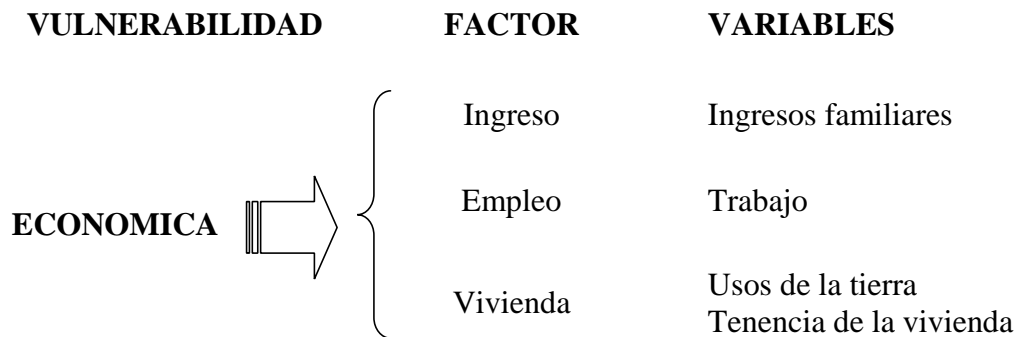 VULNERABILIDAD FACTOR VARIABLES
Ingreso Ingresos familiares
ECONOMICA Empleo Trabajo
Vivienda Usos de la tierra
Tenencia de la vivienda